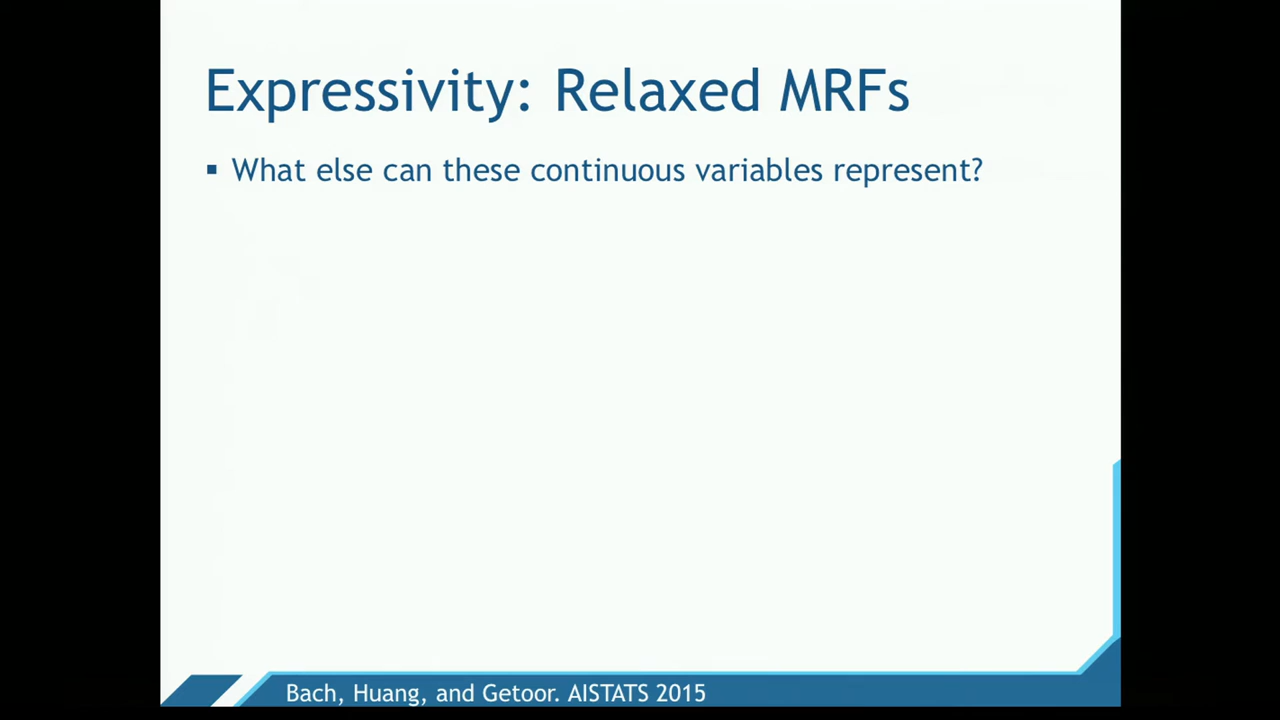 Expressivity: Relaxed MRFs
What else can these continuous variables represent?
Bach, Huang, and Getoor. AISTATS 2015